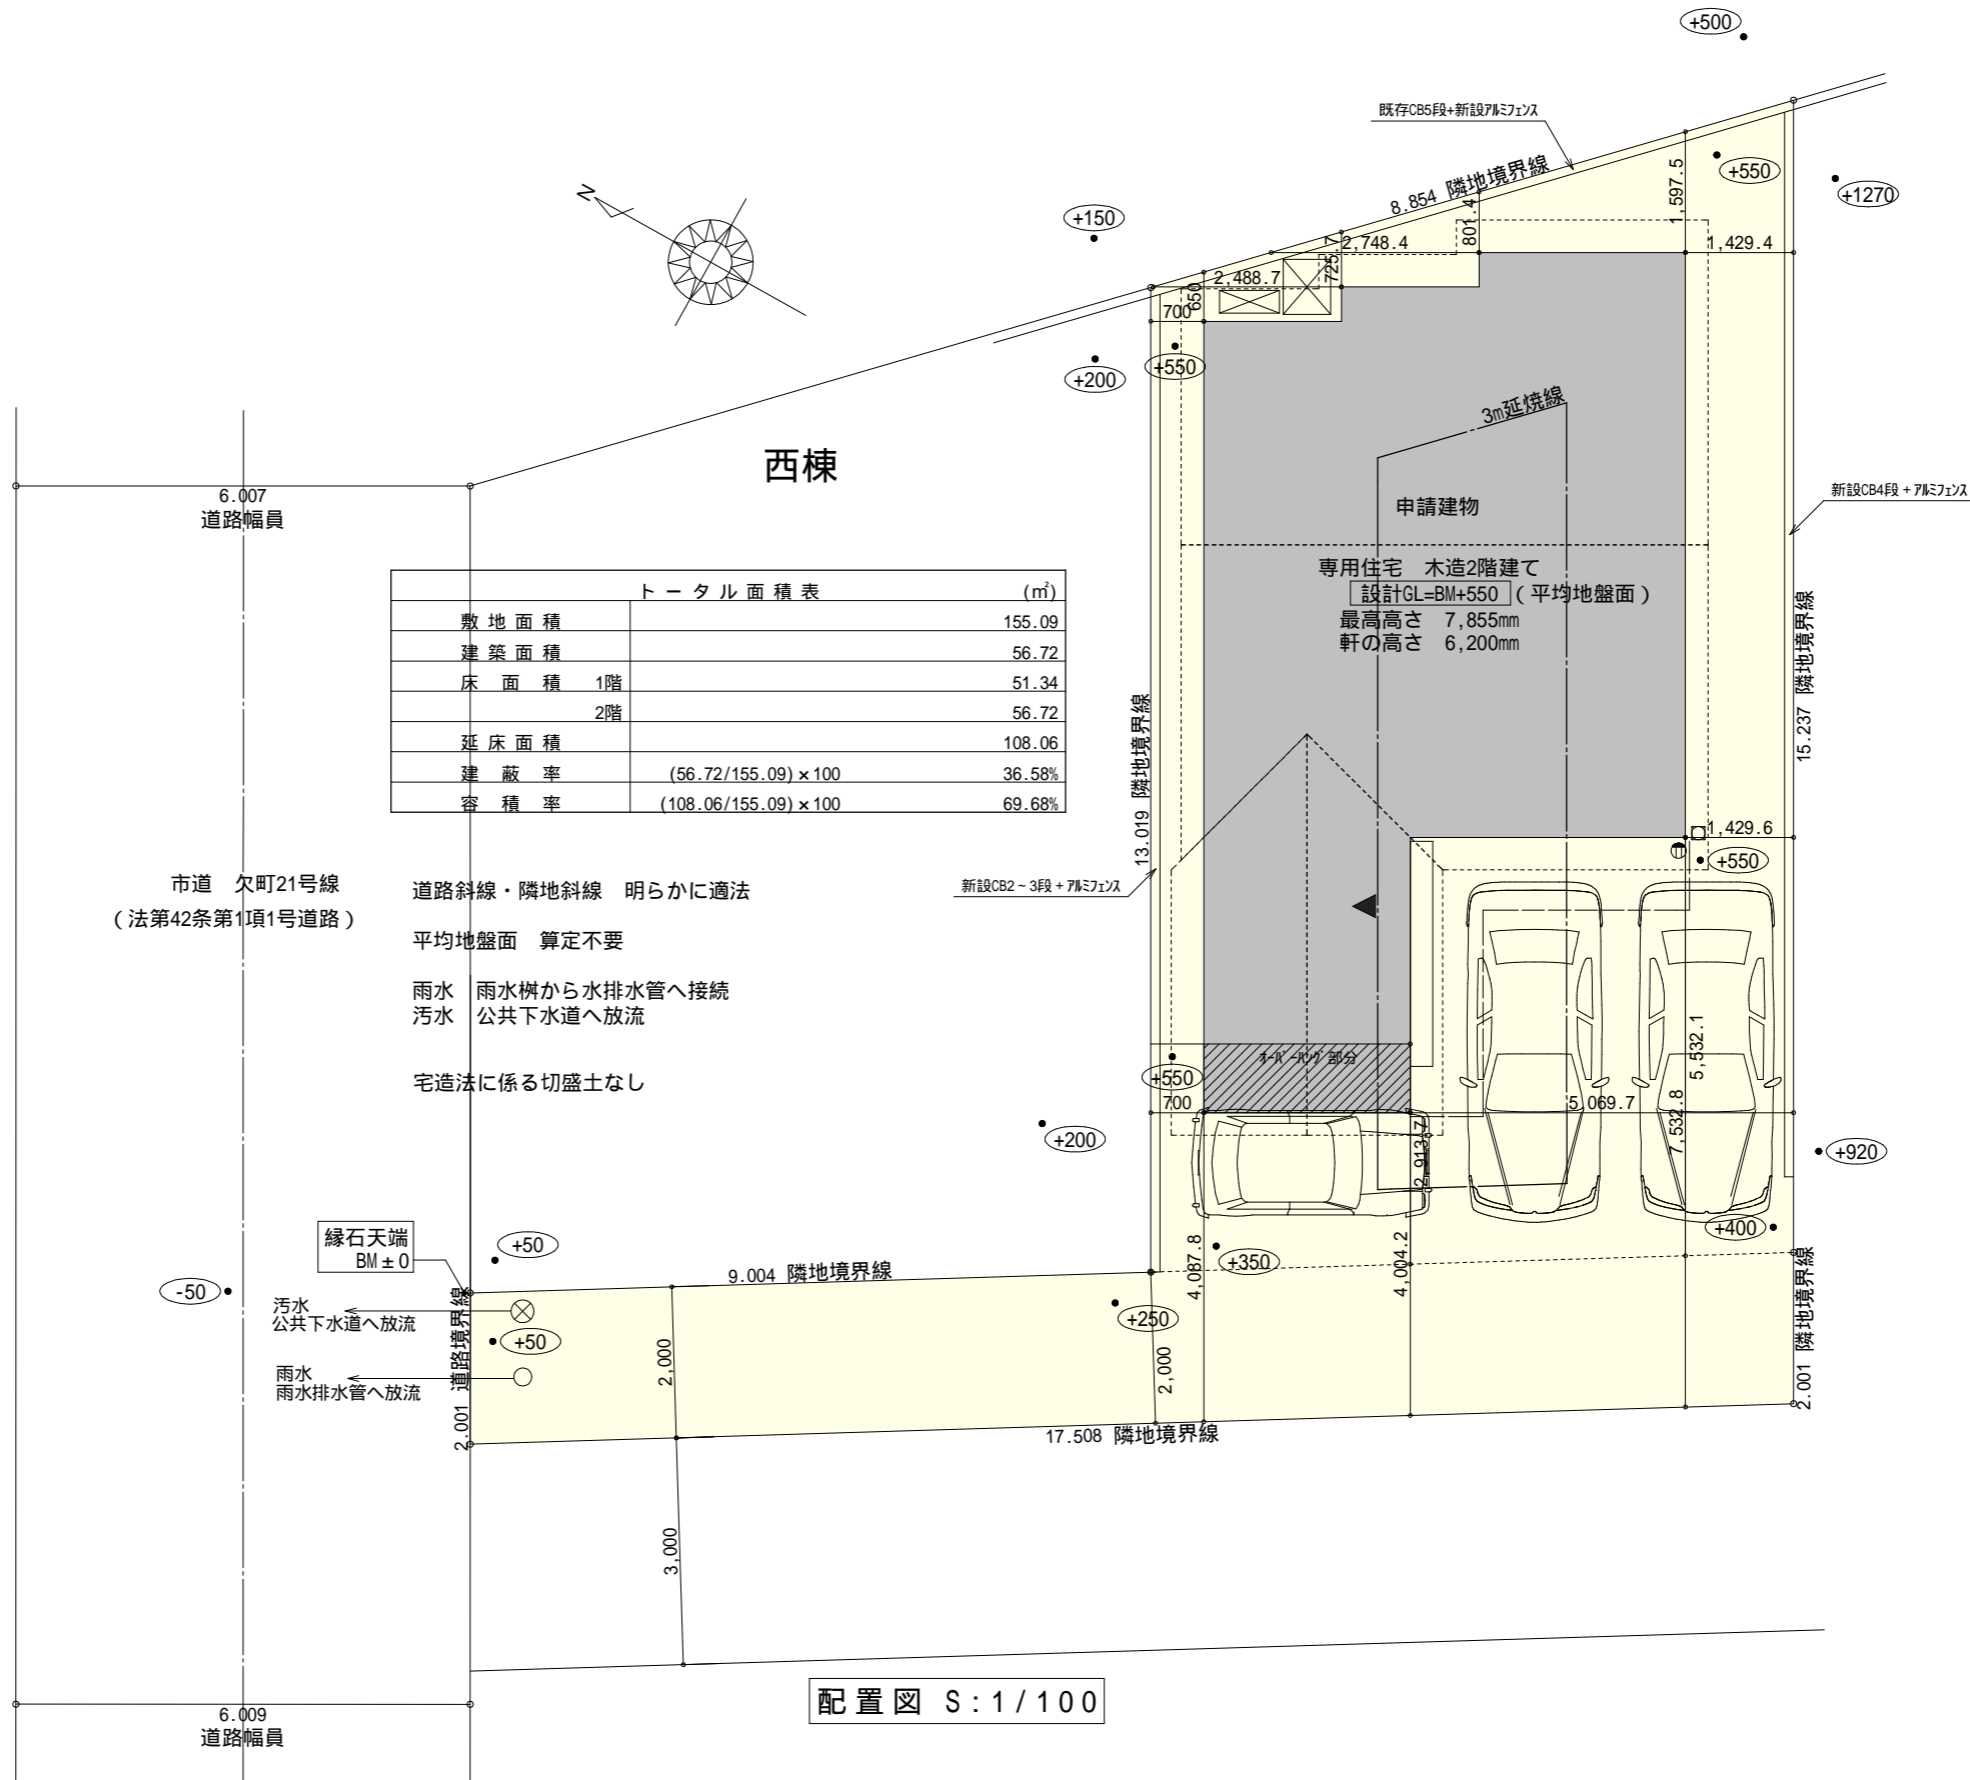 +500
既存CB5段+新設ｱﾙﾐﾌｪﾝｽ
8.854 隣地境界線
1,597.5
+550
+1270
N
+150
801.4
2,748.4
725.7
1,429.4
2,488.7
650
700
+550
+200
3m延焼線
西棟
6.007
道路幅員
申請建物
新設CB4段+ｱﾙﾐﾌｪﾝｽ
専用住宅　木造2階建て
設計GL=BM+550（平均地盤面）
最高高さ　7,855㎜
軒の高さ　6,200㎜
トータル面積表 (㎡)
敷地面積 155.09
建築面積 56.72
床面積 1階 51.34
2階 56.72
延床面積 108.06
建蔽率 (56.72/155.09)×100 36.58%
容積率 (108.06/155.09)×100 69.68%
13.019 隣地境界線
15.237 隣地境界線
1,429.6
+550
市道　欠町21号線
（法第42条第1項1号道路）
道路斜線・隣地斜線　明らかに適法
新設CB2～3段+ｱﾙﾐﾌｪﾝｽ
平均地盤面　算定不要
雨水　雨水桝から水排水管へ接続
汚水　公共下水道へ放流
宅造法に係る切盛土なし
ｵｰﾊﾞｰﾊﾝｸﾞ部分
+550
700
5,069.7
5,532.1
7,532.8
2,913.7
+200
+920
+400
縁石天端
BM±0
+50
-50
9.004 隣地境界線
4,087.8
+350
4,004.2
2.001 隣地境界線
汚水
公共下水道へ放流
+50
+250
雨水
雨水排水管へ放流
2.001 道路境界線
2,000
2,000
17.508 隣地境界線
3,000
6.009
道路幅員
配置図 S:1/100